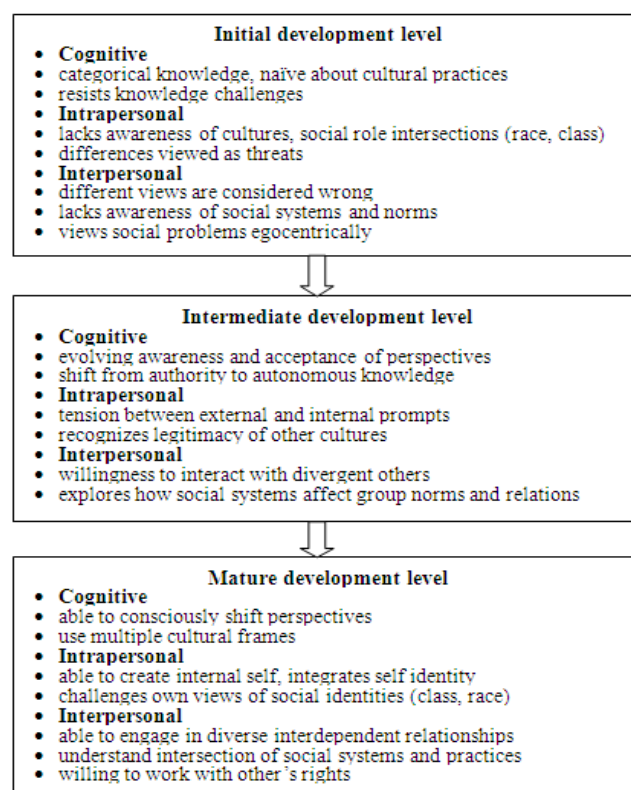 Initial development level
• Cognitive
• categorical knowledge, naïve about cultural practices
• resists knowledge challenges
• Intrapersonal
• lacks awareness of cultures, social role intersections (race, class)
• differences viewed as threats
• Interpersonal
• different views are considered wrong
• lacks awareness of social systems and norms
• views social problems egocentrically
Intermediate development level
• Cognitive
• evolving awareness and acceptance of perspectives
• shift from authority to autonomous knowledge
• Intrapersonal
• tension between external and internal prompts
• recognizes legitimacy of other cultures
• Interpersonal
• willingness to interact with divergent others
• explores how social systems affect group norms and relations
Mature development level
• Cognitive
• able to consciously shift perspectives
• use multiple cultural frames
• Intrapersonal
• able to create internal self, integrates self identity
• challenges own views of social identities (class, race)
• Interpersonal
• able to engage in diverse interdependent relationships
• understand intersection of social systems and practices
• willing to work with other’s rights